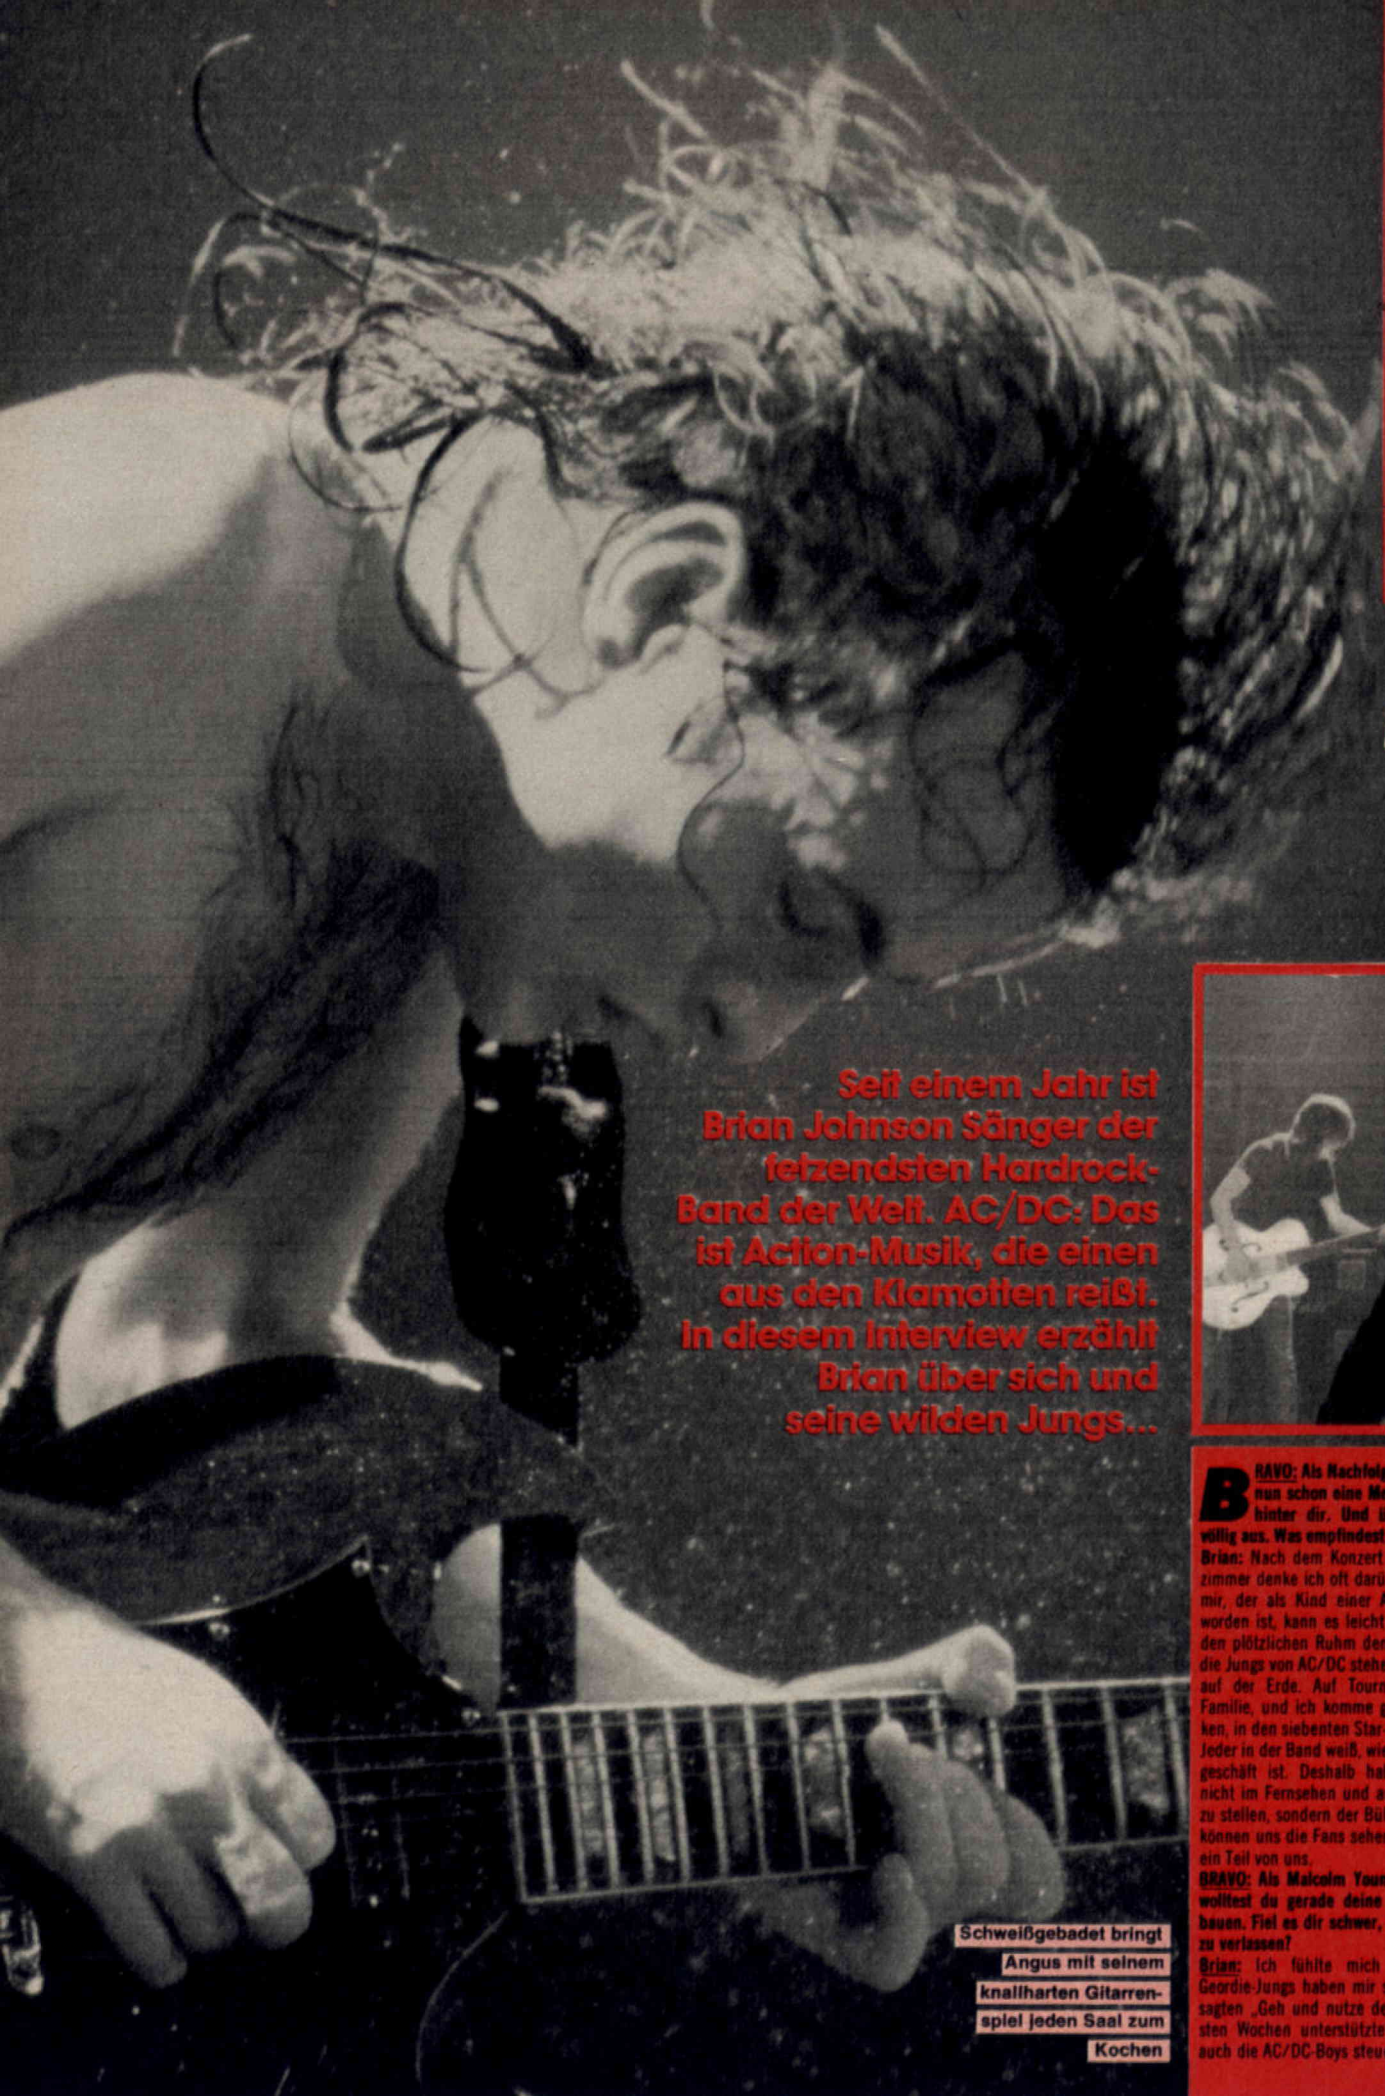 Seit einem Jahr ist
Brian Johnson Sänger der
fetzendsten Hardrock-
Band der Welt. AC/DC: Das
ist Action-Musik, die einen
aus den Klamotten reißt.
In diesem Interview erzählt
Brian über sich und
seine wilden Jungs...
Schweißgebadet bringt
Angus mit seinem
knallharten Gitarren-
spiel jeden Saal zum
Kochen
BRAVO: Als Nachfolg
nun schon eine Me
hinter dir. Und
völlig aus. Was empfindest
Brian: Nach dem Konzert
zimmer denke ich oft darü
mir, der als Kind einer A
worden ist, kann es leicht
den plötzlichen Ruhm der
die Jungs von AC/DC stehe
auf der Erde. Auf Tourn
Familie, und ich komme g
ken, in den siebenten Star-
Jeder in der Band weiß, wie
geschäft ist. Deshalb hal
nicht im Fernsehen und a
zu stellen, sondern der Bü
können uns die Fans sehen
ein Teil von uns.
BRAVO: Als Malcolm Youn
wolltest du gerade deine
bauen. Fiel es dir schwer,
zu verlassen?
Brian: Ich fühlte mich
Geordie-Jungs haben mir s
sagten „Geh und nutze de
sten Wochen unterstützte
auch die AC/DC-Boys steu